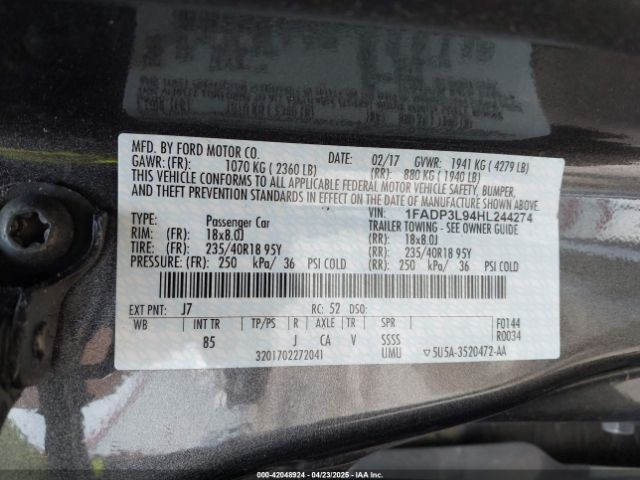 MFD. BY FORD MOTOR CO.
DATE: 02/17 GVWR: 1941 KG ( 4279 LB)
GAWR: (FR): 1070 KG ( 2360 LB) (RR): 880 KG ( 1940 LB)
THIS VEHICLE CONFORMS TO ALL APPLICABLE FEDERAL MOTOR VEHICLE SAFETY, BUMPER,
AND THEFT PREVENTION STANDARDS IN EFFECT ON THE DATE OF MANUFACTURE SHOWN ABOVE.
VIN: 1FADP3L94HL244274
TYPE: Passenger Car TRAILER TOWING - SEE OWNER GUIDE
RIM: (FR): 18x8.0J (RR): 18x8.0J
TIRE: (FR): 235/40R18 95Y (RR): 235/40R18 95Y
PRESSURE: (FR): 250 kPa/ 36 PSI COLD (RR): 250 kPa/ 36 PSI COLD
EXT PNT: J7 RC: 52 DSO:
WB INT TR TP/PS R AXLE TR SPR F0144
85 J CA V SSSS R0034
3201702272041 UMU 5U5A-3520472-AA
000-42048924 - 04/23/2025 - IAA Inc.